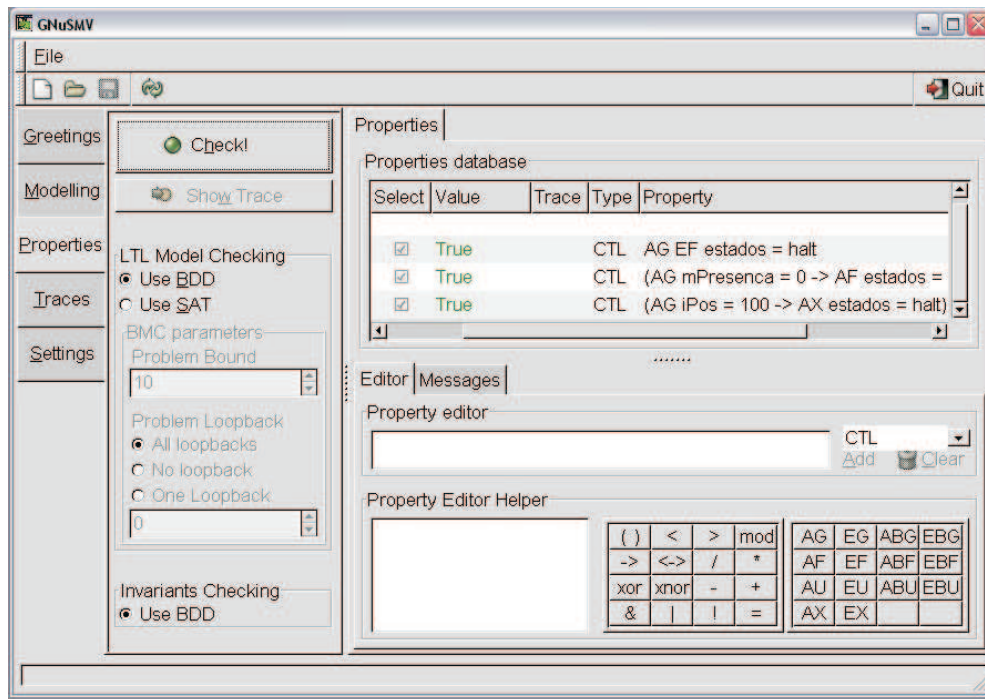 GNuSMV
File
Quit
Greetings
Modelling
Properties
Traces
Settings
Check!
Show Trace
LTL Model Checking
Use BDD
Use SAT
BMC parameters
Problem Bound
10
Problem Loopback
All loopbacks
No loopback
One Loopback
0
Invariants Checking
Use BDD
Properties
Properties database
Select Value Trace Type Property
True CTL AG EF estados = halt
True CTL (AG mPresenca = 0 -> AF estados =
True CTL (AG iPos = 100 -> AX estados = halt)
Editor Messages
Property editor
CTL
Add Clear
Property Editor Helper
( ) < > mod AG EG ABG EBG
-> <-> / * AF EF ABF EBF
xor xnor - + AU EU ABU EBU
& | ! = AX EX